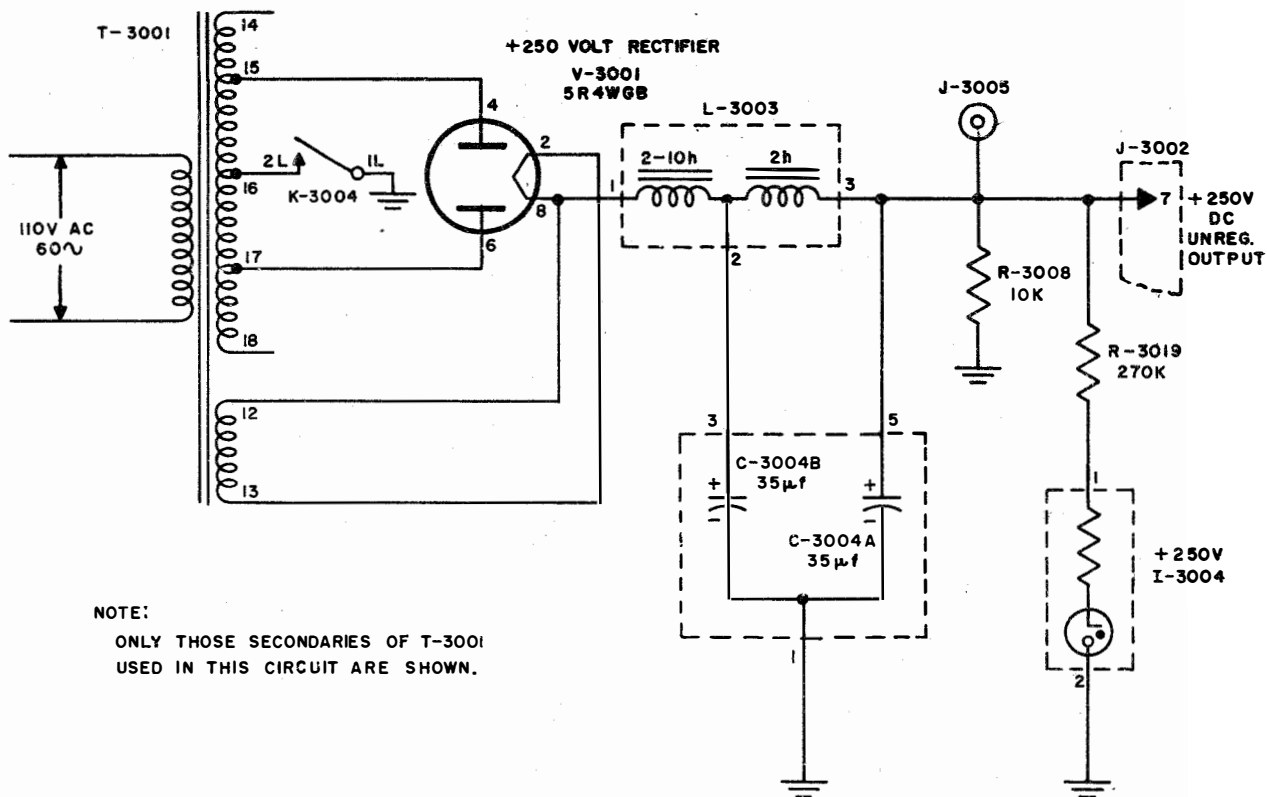 T-3001
14
15
2L
16
1L
K-3004
17
18
12
13
110V AC
60~
+250 VOLT RECTIFIER
V-3001
5R4WGB
4
2
8
6
L-3003
2-10h
2h
1
3
2
J-3005
J-3002
7
+250V
DC
UNREG.
OUTPUT
R-3008
10K
R-3019
270K
3
5
C-3004B
35µf
+
-
+
-
C-3004A
35µf
1
1
+250V
I-3004
2
NOTE:
ONLY THOSE SECONDARIES OF T-3001
USED IN THIS CIRCUIT ARE SHOWN.